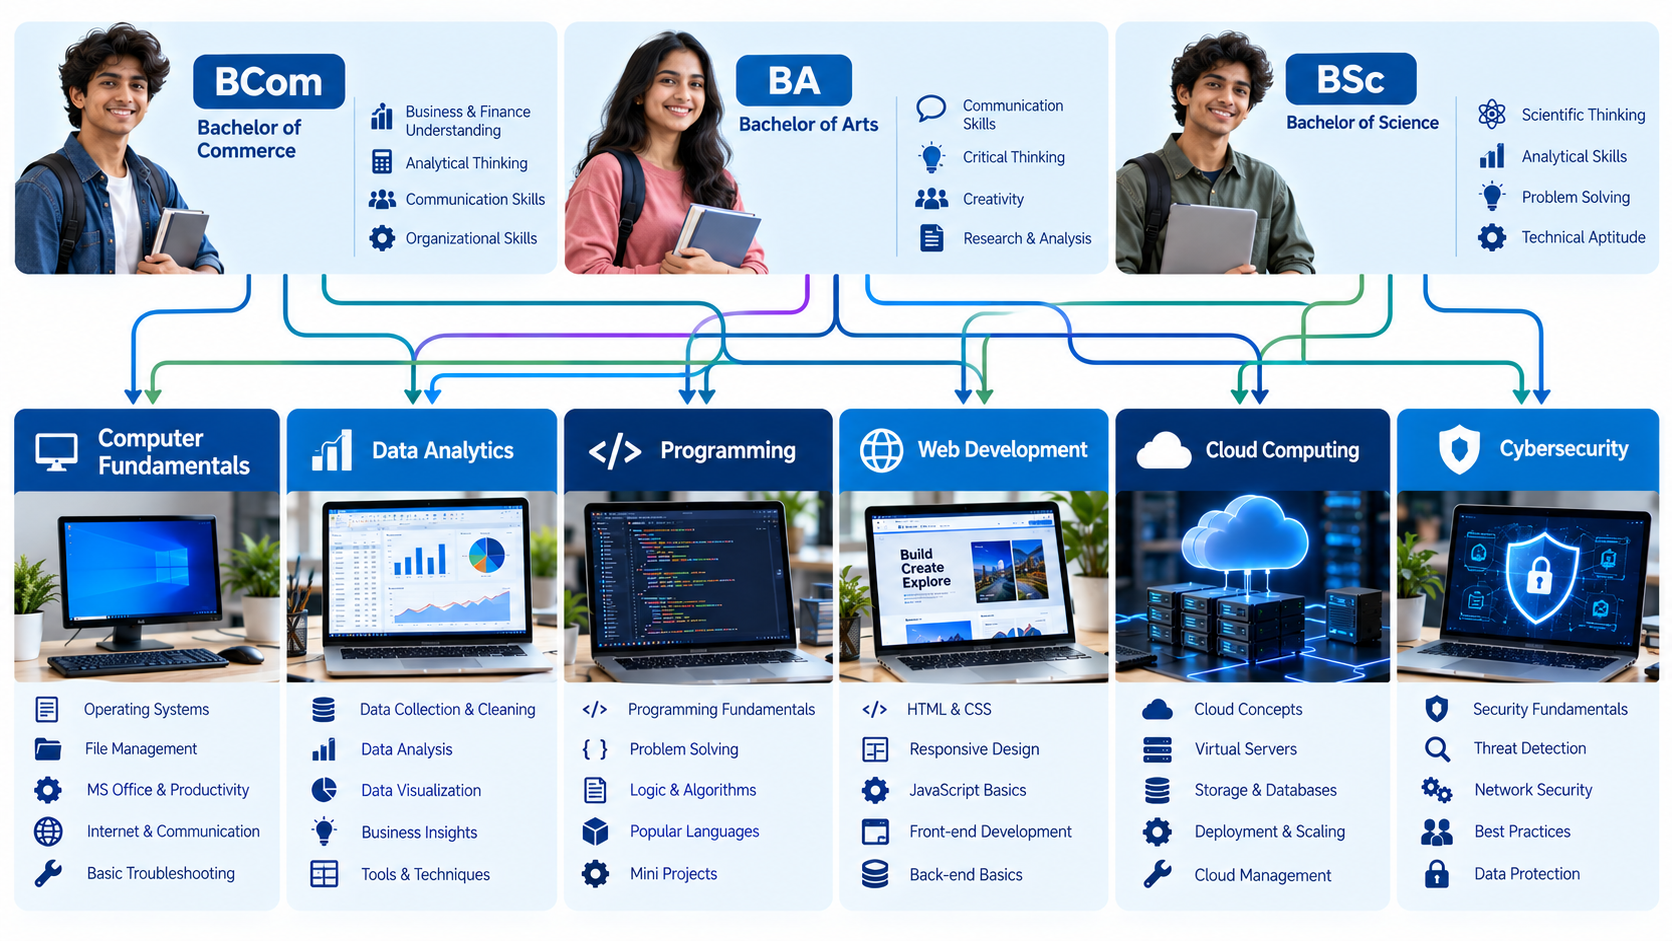 BCom
Bachelor of
Commerce
Business & Finance
Understanding
Analytical Thinking
Communication Skills
Organizational Skills
BA
Bachelor of Arts
Communication
Skills
Critical Thinking
Creativity
Research & Analysis
BSc
Bachelor of Science
Scientific Thinking
Analytical Skills
Problem Solving
Technical Aptitude
Computer
Fundamentals
Operating Systems
File Management
MS Office & Productivity
Internet & Communication
Basic Troubleshooting
Data Analytics
Data Collection & Cleaning
Data Analysis
Data Visualization
Business Insights
Tools & Techniques
</> Programming
</> Programming Fundamentals
{ } Problem Solving
Logic & Algorithms
Popular Languages
Mini Projects
Web Development
Build
Create
Explore
</> HTML & CSS
Responsive Design
JavaScript Basics
Front-end Development
Back-end Basics
Cloud Computing
Cloud Concepts
Virtual Servers
Storage & Databases
Deployment & Scaling
Cloud Management
Cybersecurity
Security Fundamentals
Threat Detection
Network Security
Best Practices
Data Protection